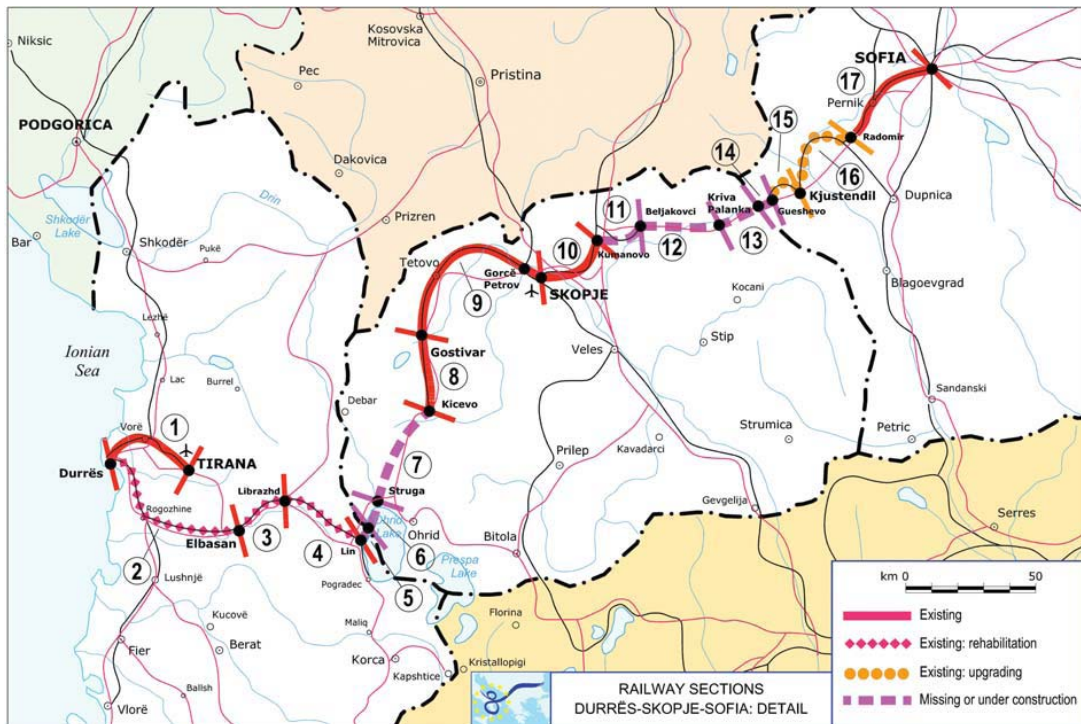 Niksic
Kosovska
Mitrovica
Pec
Pristina
SOFIA
17
Pernik
PODGORICA
15
Radomir
Dakovica
14
16
Drin
Kriva
Palanka
Kjustendil
Dupnica
Shkodër
Lake
Prizren
11
Beljakovci
Gueshevo
Bar
Shkodër
12
13
Pukë
10
Kumanovo
Tetovo
Gorcë
Petrov
SKOPJE
Blagoevgrad
9
Kocani
Lezhë
Ionian
Sea
Gostivar
Veles
Stip
Lac
Burrel
8
Debar
Kicevo
Sandanski
Vorë
1
Strumica
Petric
Durrës
TIRANA
7
Prilep
Kavadarci
Librazhd
Struga
Gevgelija
Rogozhine
Ohrid
Lake
Ohrid
Serres
Elbasan
3
4
Lin
6
Bitola
2
Prespa
Lake
Lushnjë
Pogradec
5
km 0 50
Kucovë
Florina
Existing
Fier
Berat
Maliq
Existing: rehabilitation
Korca
Kristallopigi
Existing: upgrading
Kapshtice
Ballsh
RAILWAY SECTIONS
Missing or under construction
Vlorë
DURRËS-SKOPJE-SOFIA: DETAIL